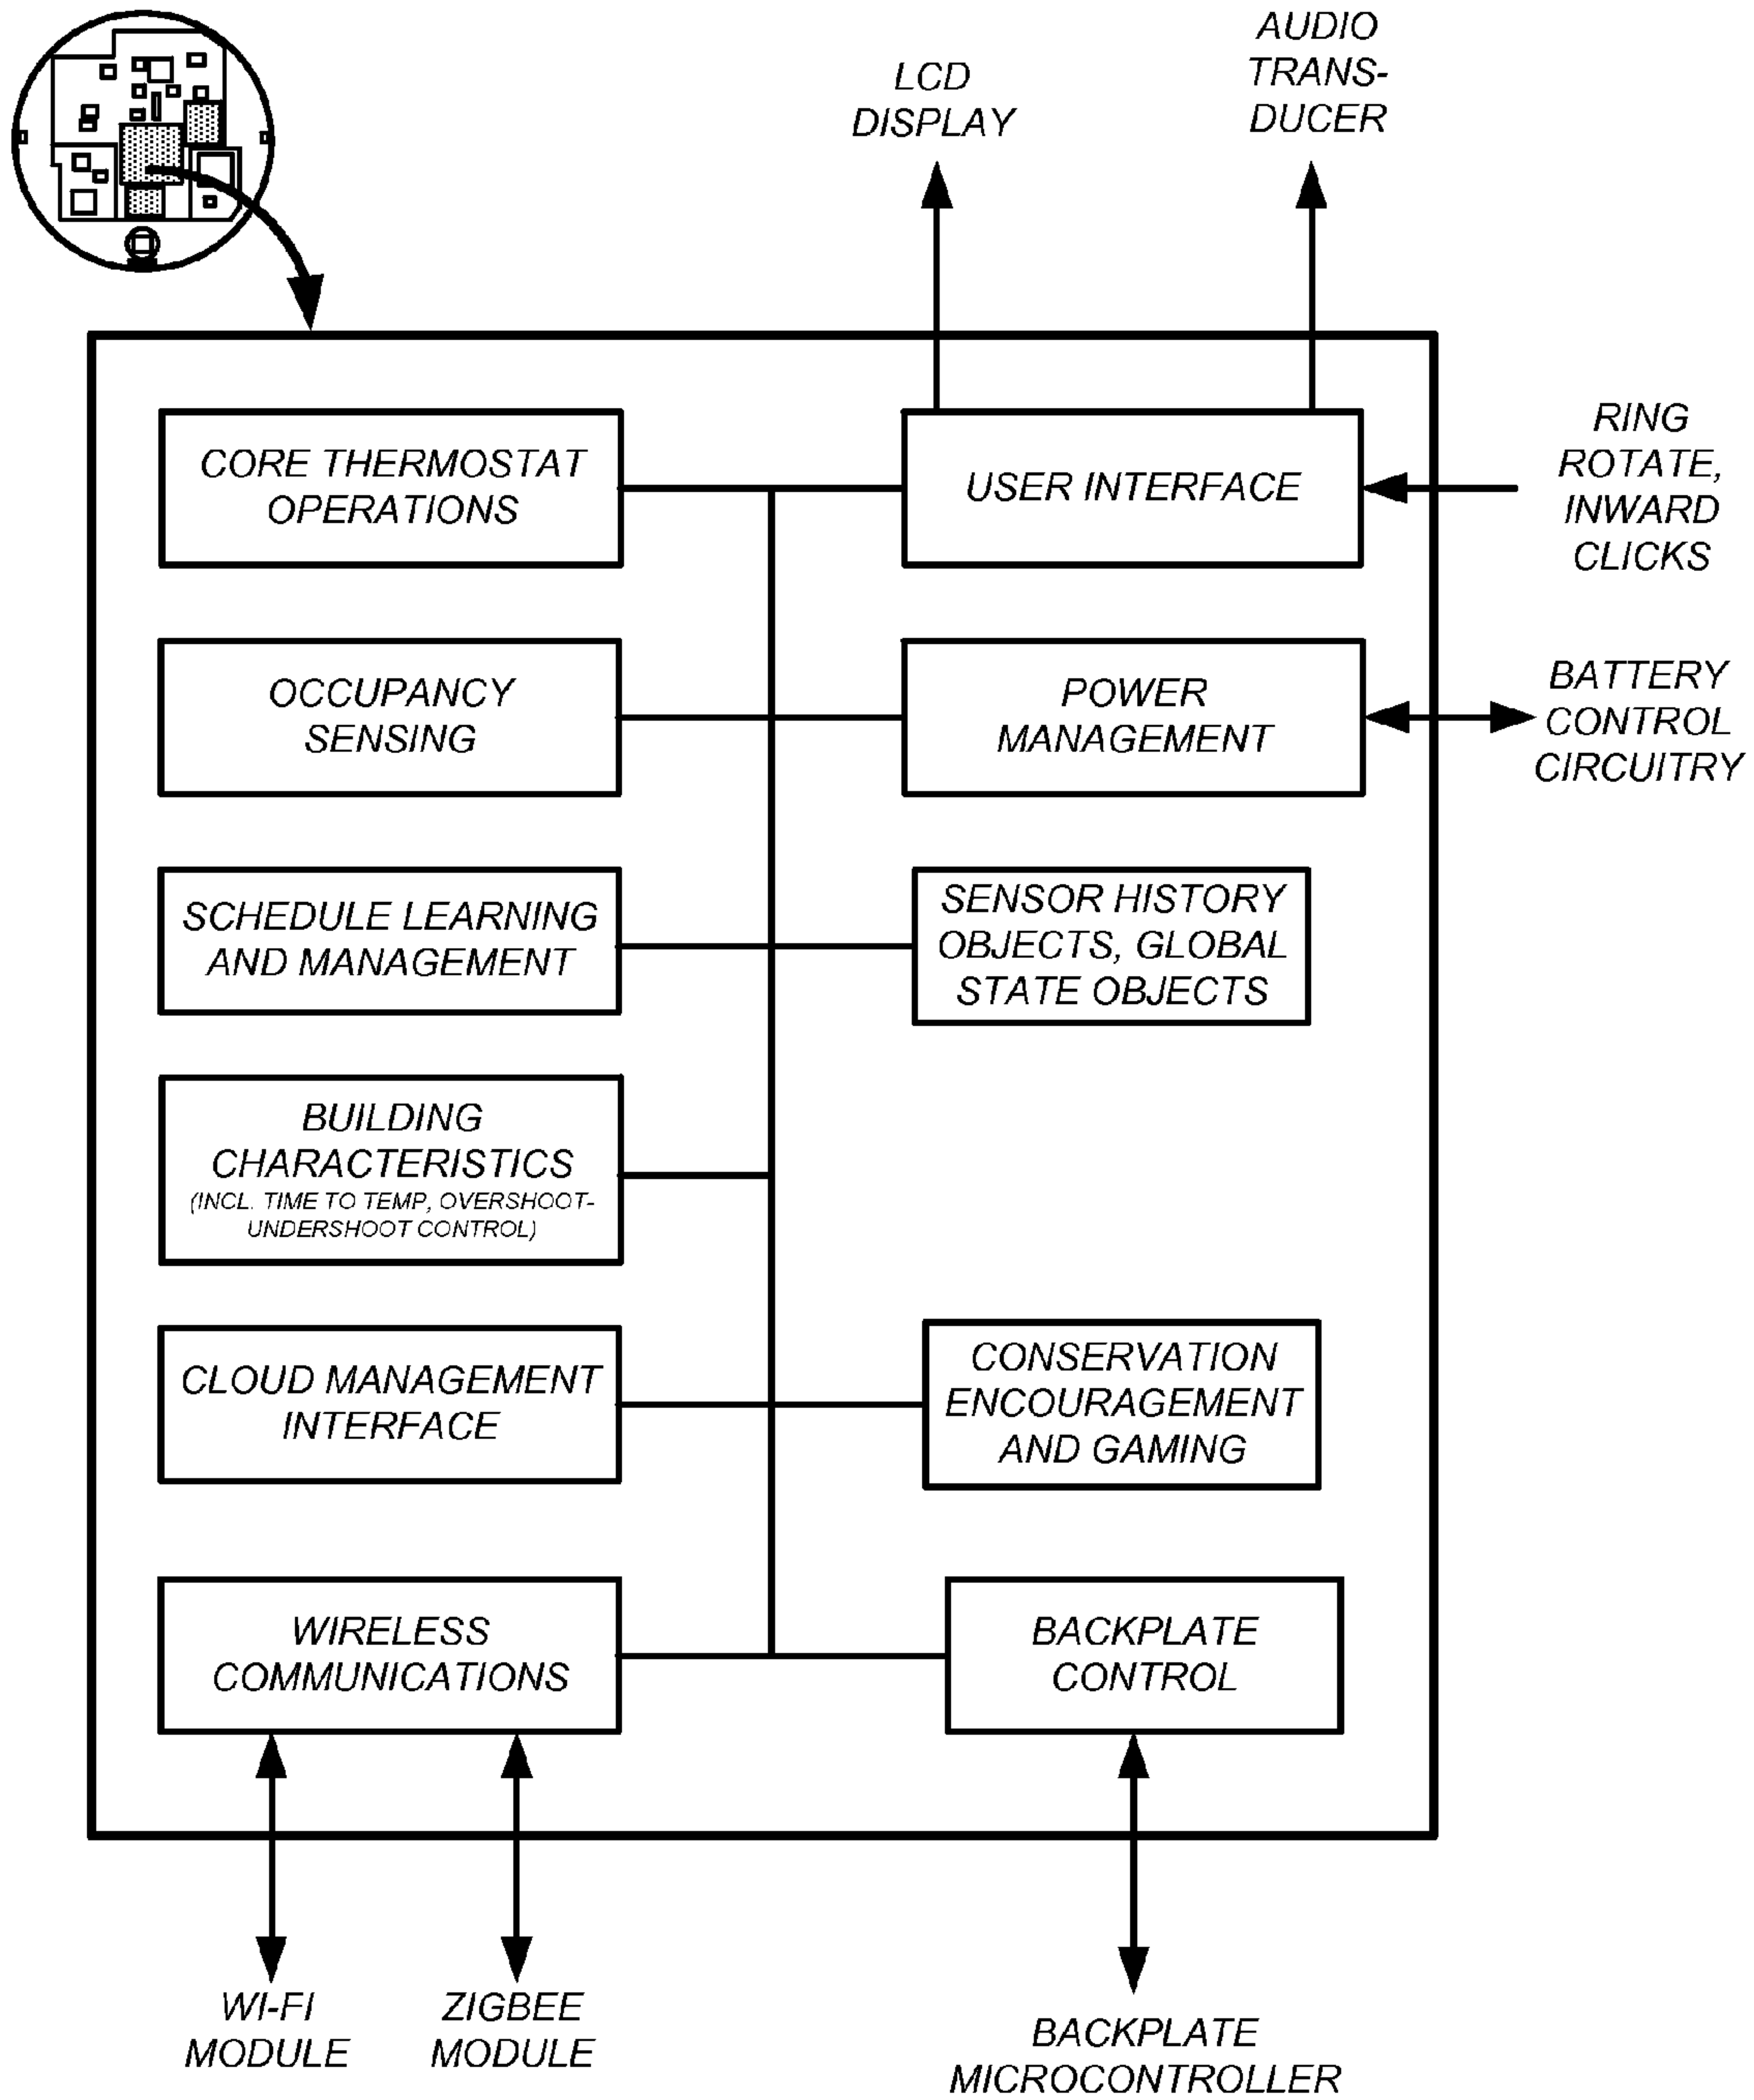 LCD
DISPLAY
AUDIO
TRANS-
DUCER
CORE THERMOSTAT
OPERATIONS
USER INTERFACE
RING
ROTATE,
INWARD
CLICKS
OCCUPANCY
SENSING
POWER
MANAGEMENT
BATTERY
CONTROL
CIRCUITRY
SCHEDULE LEARNING
AND MANAGEMENT
SENSOR HISTORY
OBJECTS, GLOBAL
STATE OBJECTS
BUILDING
CHARACTERISTICS
(INCL. TIME TO TEMP, OVERSHOOT-
UNDERSHOOT CONTROL)
CLOUD MANAGEMENT
INTERFACE
CONSERVATION
ENCOURAGEMENT
AND GAMING
WIRELESS
COMMUNICATIONS
BACKPLATE
CONTROL
WI-FI
MODULE
ZIGBEE
MODULE
BACKPLATE
MICROCONTROLLER